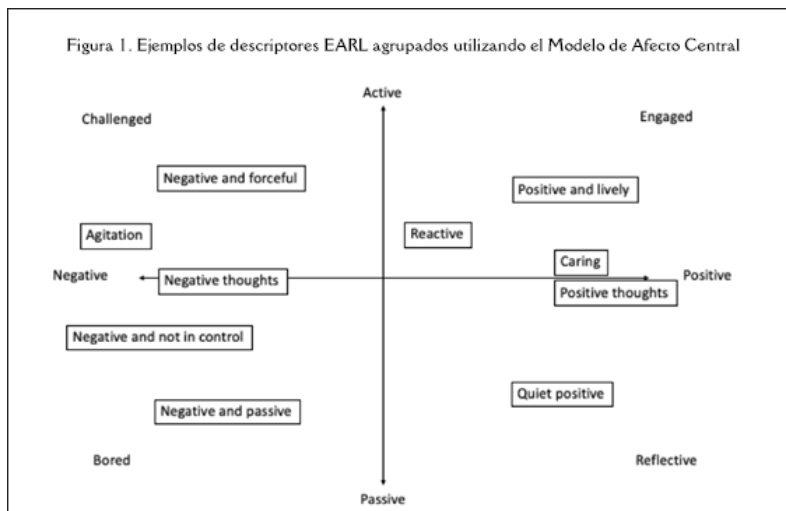 Figura 1. Ejemplos de descriptores EARL agrupados utilizando el Modelo de Afecto Central
Active
Challenged
Engaged
Negative and forceful
Positive and lively
Agitation
Reactive
Caring
Negative
Negative thoughts
Positive
Positive thoughts
Negative and not in control
Quiet positive
Negative and passive
Bored
Reflective
Passive